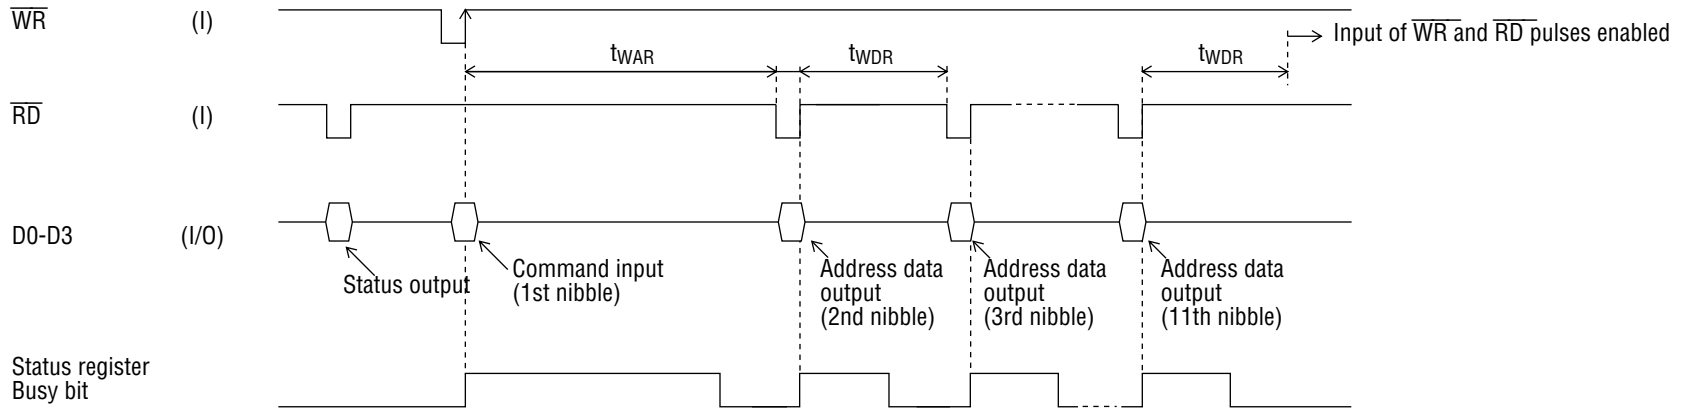 WR (I)
tWAR
tWDR
tWDR
Input of WR and RD pulses enabled
RD (I)
D0-D3 (I/O)
Status output
Command input
(1st nibble)
Address data
output
(2nd nibble)
Address data
output
(3rd nibble)
Address data
output
(11th nibble)
Status register
Busy bit